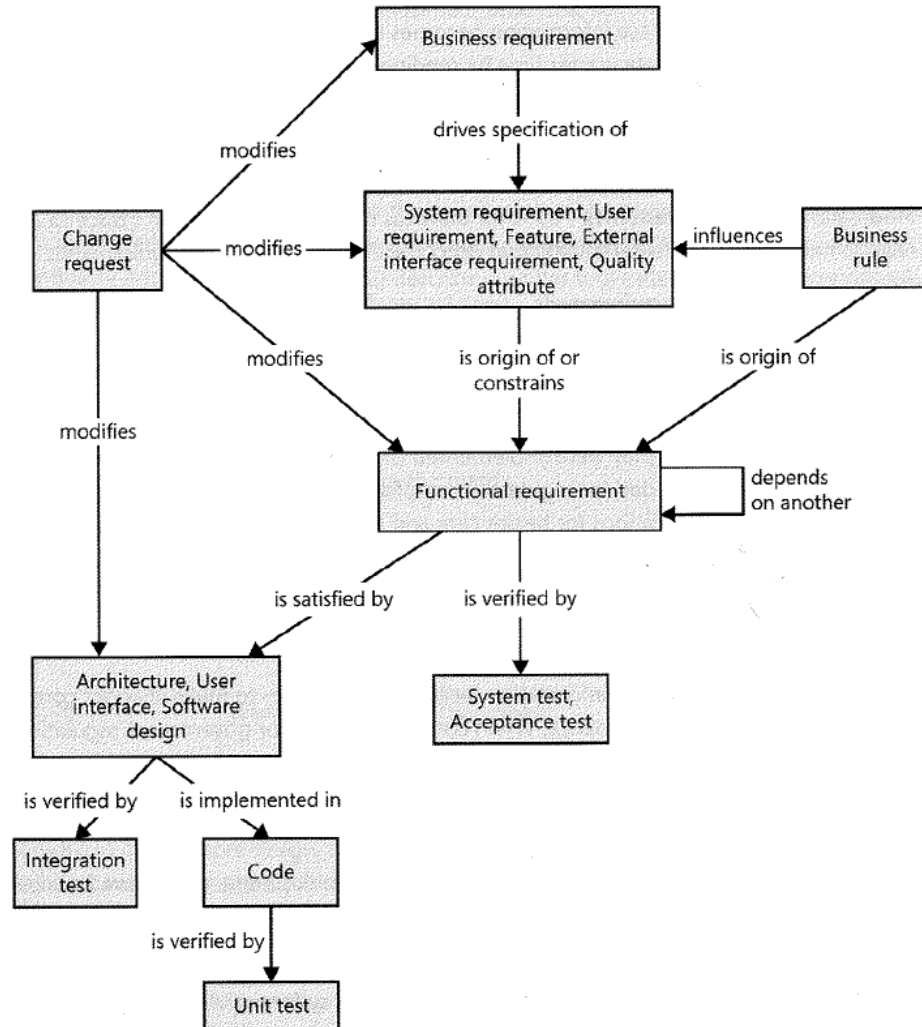 Business requirement
drives specification of
modifies
System requirement, User
requirement, Feature, External
interface requirement, Quality
attribute
Change
request
modifies
influences
Business
rule
modifies
is origin of or
constrains
is origin of
modifies
Functional requirement
depends
on another
is satisfied by
is verified by
Architecture, User
interface, Software
design
System test,
Acceptance test
is verified by
is implemented in
Integration
test
Code
is verified by
Unit test